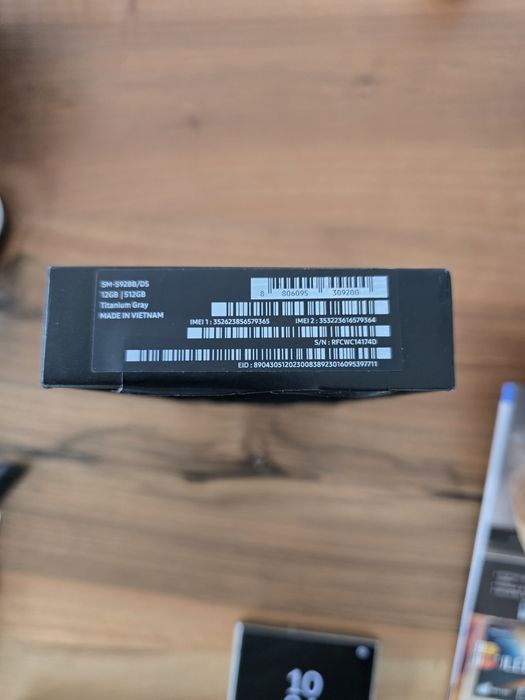 SM-S928B/DS
12GB | 512GB
Titanium Gray
MADE IN VIETNAM
8 806095 309200
IMEI 1 : 352623856579365
IMEI 2 : 353223616579364
S/N : RFCWC14174D
EID : 89043051202300838923016095397711
10